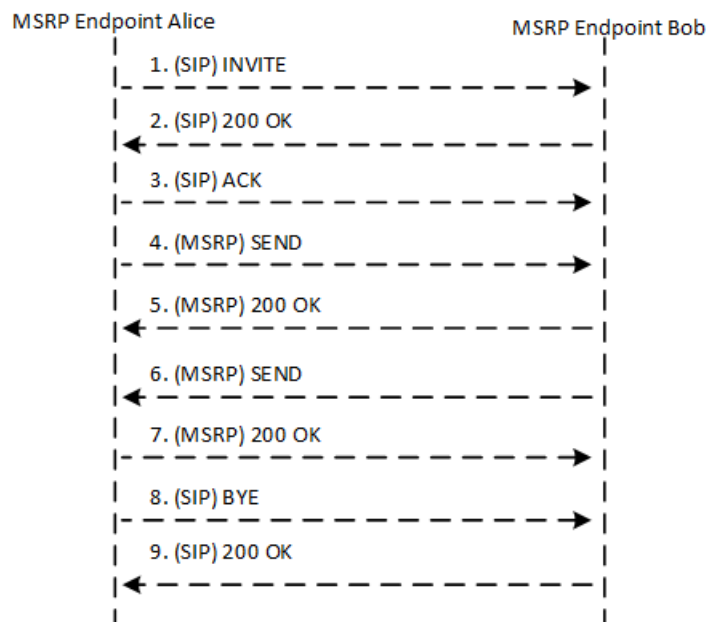 MSRP Endpoint Alice
MSRP Endpoint Bob
1. (SIP) INVITE
2. (SIP) 200 OK
3. (SIP) ACK
4. (MSRP) SEND
5. (MSRP) 200 OK
6. (MSRP) SEND
7. (MSRP) 200 OK
8. (SIP) BYE
9. (SIP) 200 OK